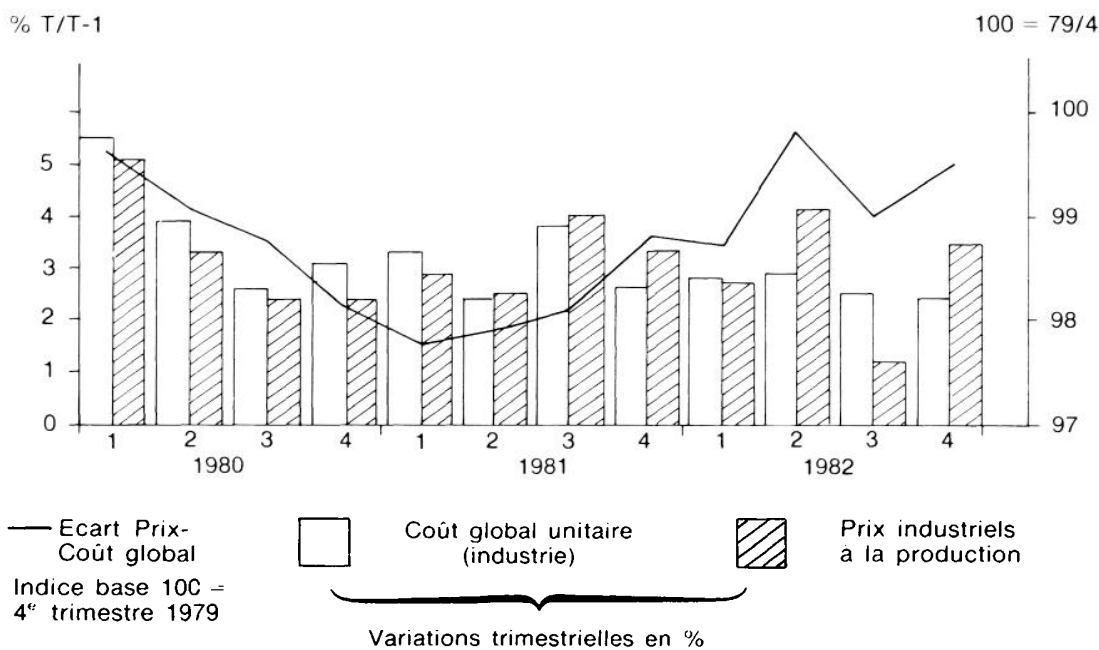 % T/T-1
100 = 79/4
5
4
3
2
1
0
100
99
98
97
1 2 3 4 1 2 3 4 1 2 3 4
1980 1981 1982
Ecart Prix-
Coût global
Indice base 100 =
4e trimestre 1979
Coût global unitaire
(industrie)
Prix industriels
à la production
Variations trimestrielles en %